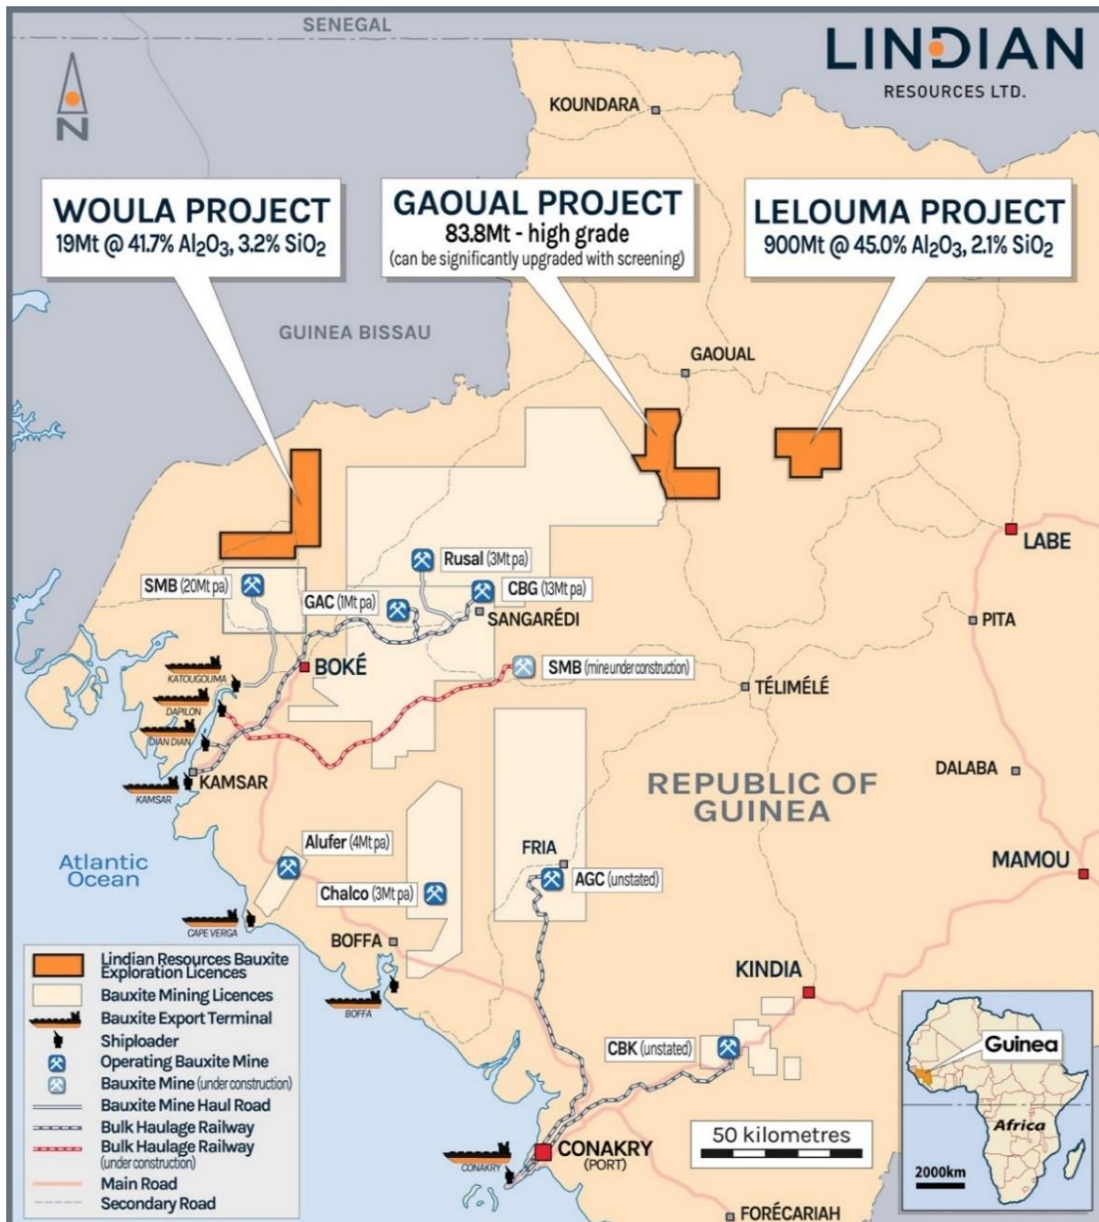 SENEGAL
LINDIAN
RESOURCES LTD.
N
KOUNDARA
WOULA PROJECT
19Mt @ 41.7% Al₂O₃, 3.2% SiO₂
GAOUAL PROJECT
83.8Mt - high grade
(can be significantly upgraded with screening)
LELOUMA PROJECT
900Mt @ 45.0% Al₂O₃, 2.1% SiO₂
GUINEA BISSAU
GAOUAL
LABE
Rusal (3Mt pa)
SMB (20Mt pa)
CBG (13Mt pa)
GAC (1Mt pa)
SANGARÉDI
PITA
BOKÉ
SMB (mine under construction)
KATOUGOUMA
TÉLIMÉLÉ
DAPILON
DIAN DIAN
KAMSAR
KAMSAR
DALABA
REPUBLIC OF
GUINEA
Atlantic
Ocean
Alufer (4Mt pa)
FRIA
MAMOU
Chalco (3Mt pa)
AGC (unstated)
CAPE VERGA
BOFFA
BOFFA
KINDIA
CBK (unstated)
CONAKRY
(PORT)
CONAKRY
FORÉCARIAH
50 kilometres
Lindian Resources Bauxite
Exploration Licences
Bauxite Mining Licences
Bauxite Export Terminal
Shiploader
Operating Bauxite Mine
Bauxite Mine (under construction)
Bauxite Mine Haul Road
Bulk Haulage Railway
Bulk Haulage Railway
(under construction)
Main Road
Secondary Road
Guinea
Africa
2000km